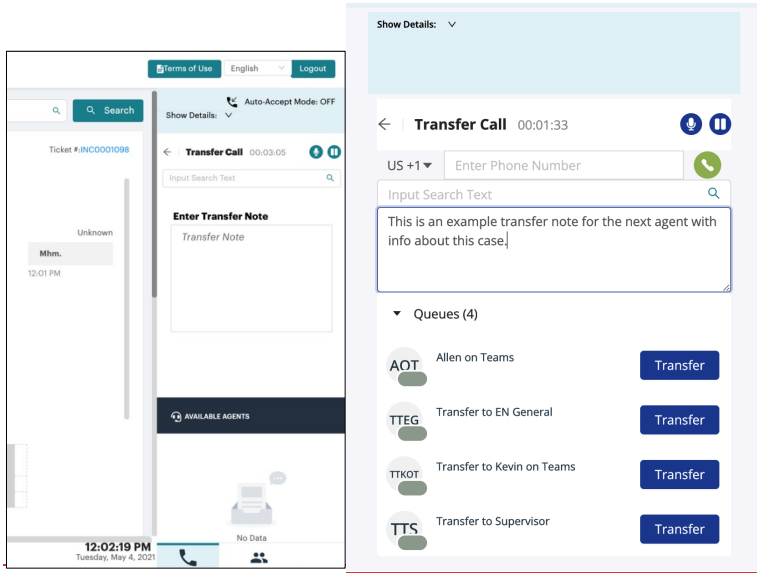 Terms of Use
English
Logout
Auto-Accept Mode: OFF
Show Details:
Search
Ticket #:INC0001098
Transfer Call 00:03:05
Input Search Text
Enter Transfer Note
Transfer Note
Unknown
Mhm.
12:01 PM
AVAILABLE AGENTS
No Data
12:02:19 PM
Tuesday, May 4, 2021
Show Details:
Transfer Call 00:01:33
US +1
Enter Phone Number
Input Search Text
This is an example transfer note for the next agent with
info about this case.
Queues (4)
AOT
Allen on Teams
Transfer
TTEG
Transfer to EN General
Transfer
TTKOT
Transfer to Kevin on Teams
Transfer
TTS
Transfer to Supervisor
Transfer